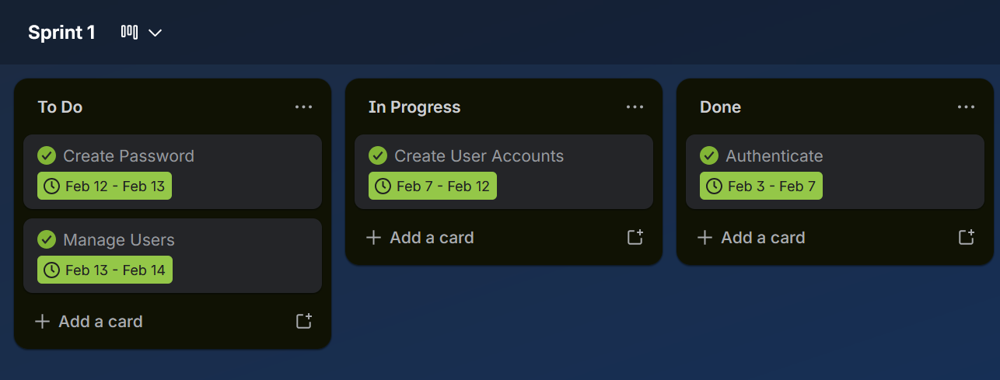 Sprint 1
To Do
Create Password
Feb 12 - Feb 13
Manage Users
Feb 13 - Feb 14
Add a card
In Progress
Create User Accounts
Feb 7 - Feb 12
Add a card
Done
Authenticate
Feb 3 - Feb 7
Add a card